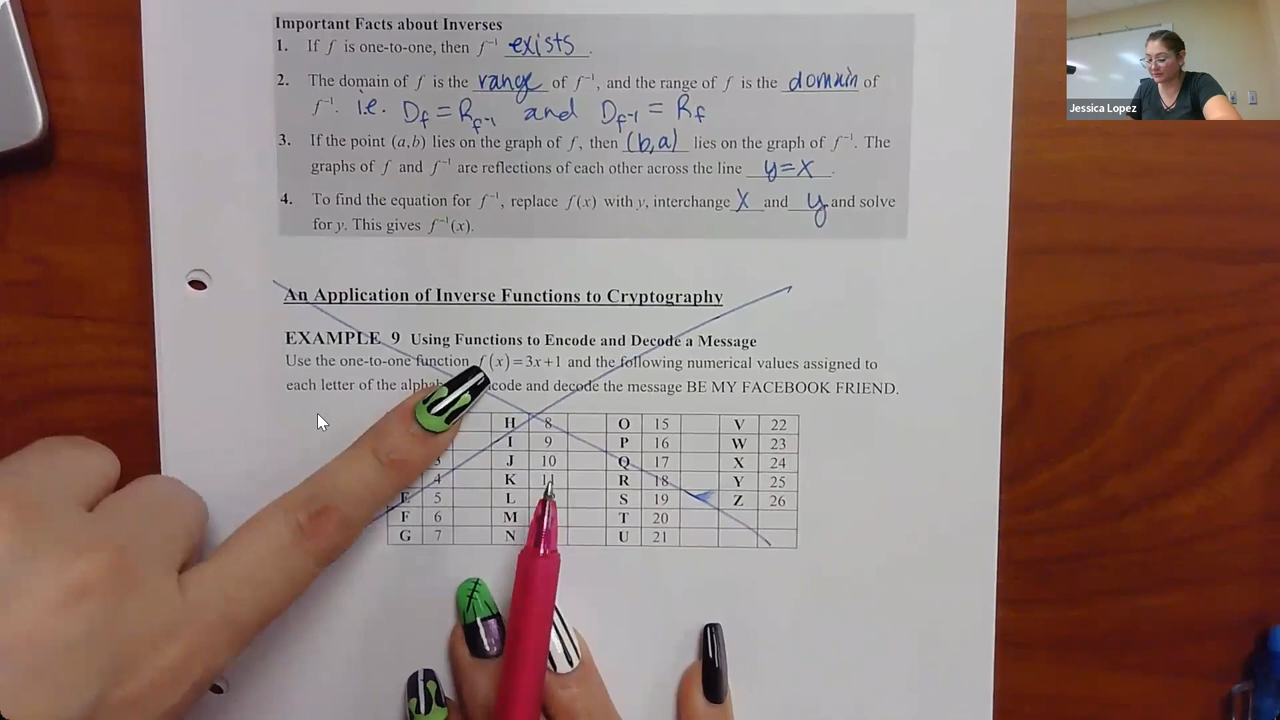 Important Facts about Inverses
1. If f is one-to-one, then f⁻¹ exists.
2. The domain of f is the range of f⁻¹, and the range of f is the domain of
f⁻¹. i.e. D_f = R_f⁻¹ and D_f⁻¹ = R_f
3. If the point (a,b) lies on the graph of f, then (b,a) lies on the graph of f⁻¹. The
graphs of f and f⁻¹ are reflections of each other across the line y=x.
4. To find the equation for f⁻¹, replace f(x) with y, interchange x and y and solve
for y. This gives f⁻¹(x).
An Application of Inverse Functions to Cryptography
EXAMPLE 9 Using Functions to Encode and Decode a Message
Use the one-to-one function f(x)=3x+1 and the following numerical values assigned to
each letter of the and decode the message BE MY FACEBOOK FRIEND.
H 8 O 15 V 22
I 9 P 16 W 23
J 10 Q 17 X 24
4 K 11 R 18 Y 25
E 5 L S 19 Z 26
F 6 M T 20
G 7 N U 21
Jessica Lopez